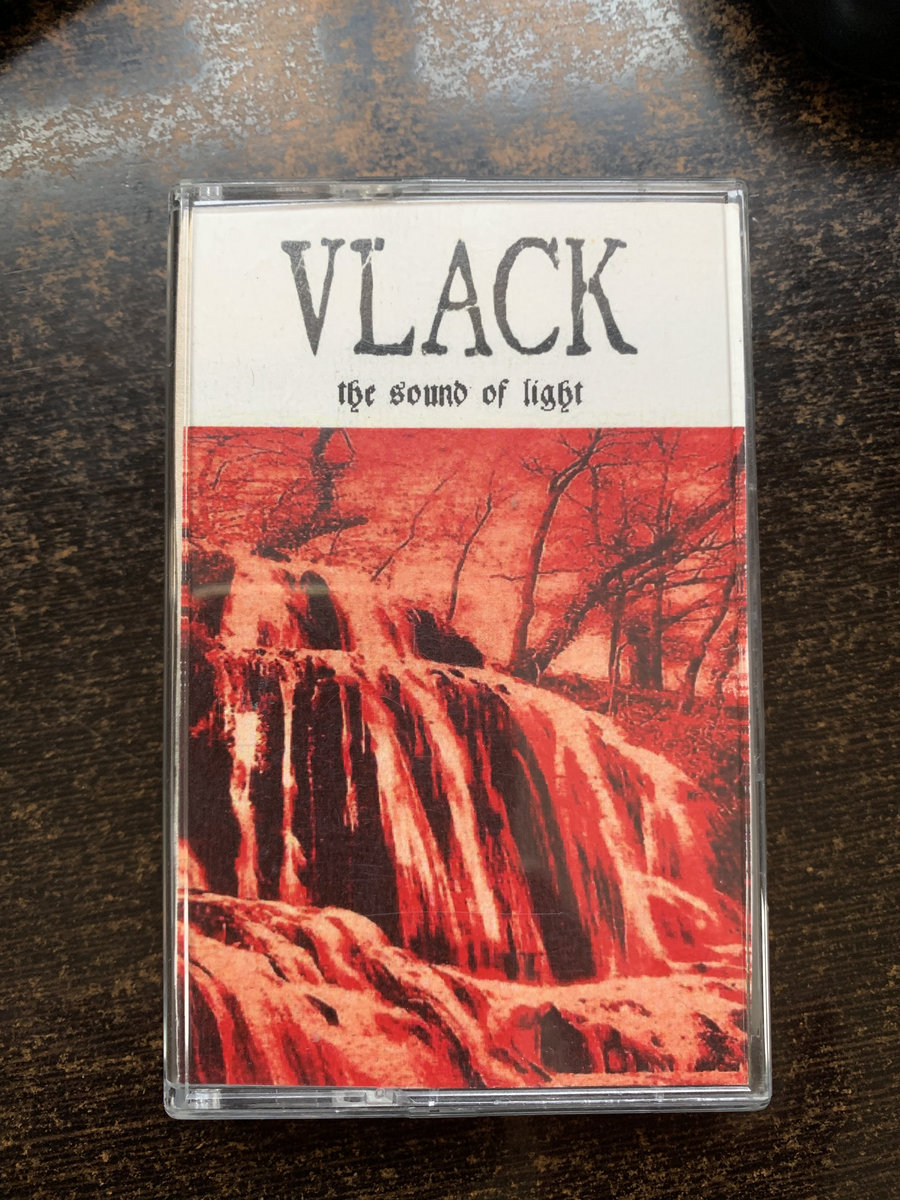 VLACK
the sound of light